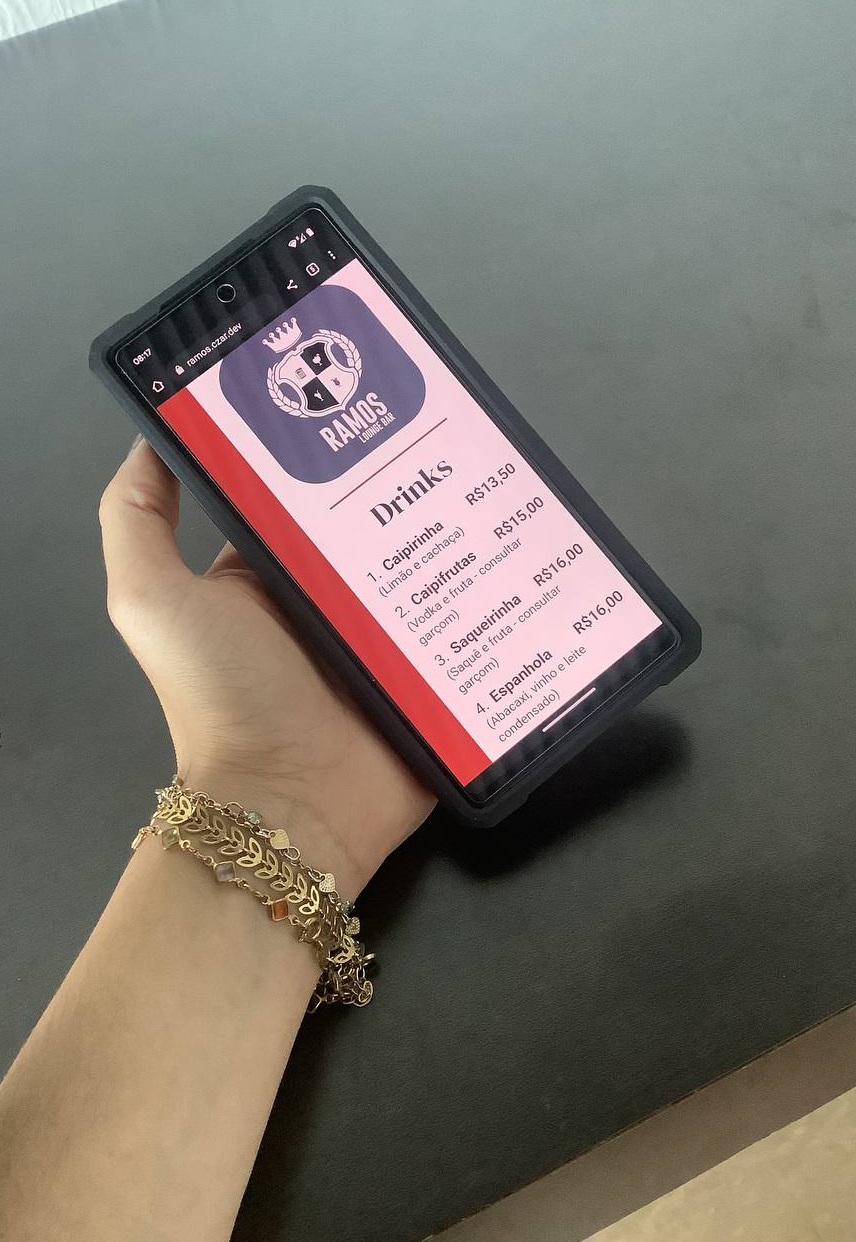 08:17
ramos.czar.dev
5
RAMOS
LOUNGE BAR
Drinks
1. Caipirinha R$13,50
(Limão e cachaça)
2. Caipifrutas R$15,00
(Vodka e fruta - consultar
garçom)
3. Saqueirinha R$16,00
(Saquê e fruta - consultar
garçom)
4. Espanhola R$16,00
(Abacaxi, vinho e leite
condensado)